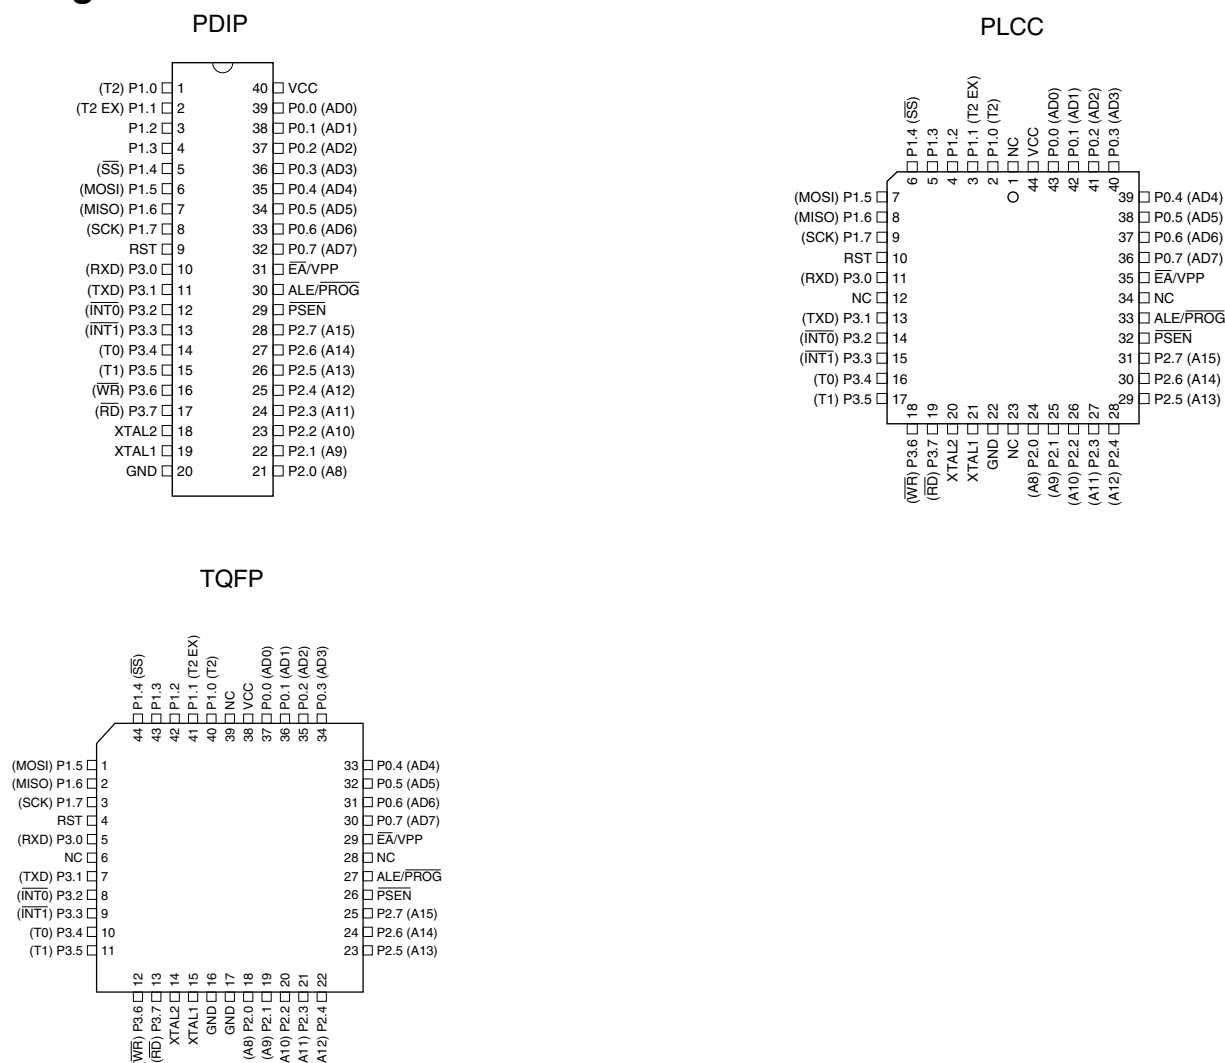 PDIP
(T2) P1.0 1
(T2 EX) P1.1 2
P1.2 3
P1.3 4
(SS) P1.4 5
(MOSI) P1.5 6
(MISO) P1.6 7
(SCK) P1.7 8
RST 9
(RXD) P3.0 10
(TXD) P3.1 11
(INT0) P3.2 12
(INT1) P3.3 13
(T0) P3.4 14
(T1) P3.5 15
(WR) P3.6 16
(RD) P3.7 17
XTAL2 18
XTAL1 19
GND 20
40 VCC
39 P0.0 (AD0)
38 P0.1 (AD1)
37 P0.2 (AD2)
36 P0.3 (AD3)
35 P0.4 (AD4)
34 P0.5 (AD5)
33 P0.6 (AD6)
32 P0.7 (AD7)
31 EA/VPP
30 ALE/PROG
29 PSEN
28 P2.7 (A15)
27 P2.6 (A14)
26 P2.5 (A13)
25 P2.4 (A12)
24 P2.3 (A11)
23 P2.2 (A10)
22 P2.1 (A9)
21 P2.0 (A8)
PLCC
6 P1.4 (SS)
5 P1.3
4 P1.2
3 P1.1 (T2 EX)
2 P1.0 (T2)
1 NC
44 VCC
43 P0.0 (AD0)
42 P0.1 (AD1)
41 P0.2 (AD2)
40 P0.3 (AD3)
(MOSI) P1.5 7
(MISO) P1.6 8
(SCK) P1.7 9
RST 10
(RXD) P3.0 11
NC 12
(TXD) P3.1 13
(INT0) P3.2 14
(INT1) P3.3 15
(T0) P3.4 16
(T1) P3.5 17
39 P0.4 (AD4)
38 P0.5 (AD5)
37 P0.6 (AD6)
36 P0.7 (AD7)
35 EA/VPP
34 NC
33 ALE/PROG
32 PSEN
31 P2.7 (A15)
30 P2.6 (A14)
29 P2.5 (A13)
(WR) P3.6 18
(RD) P3.7 19
XTAL2 20
XTAL1 21
GND 22
NC 23
(A8) P2.0 24
(A9) P2.1 25
(A10) P2.2 26
(A11) P2.3 27
(A12) P2.4 28
TQFP
44 P1.4 (SS)
43 P1.3
42 P1.2
41 P1.1 (T2 EX)
40 P1.0 (T2)
39 NC
38 VCC
37 P0.0 (AD0)
36 P0.1 (AD1)
35 P0.2 (AD2)
34 P0.3 (AD3)
(MOSI) P1.5 1
(MISO) P1.6 2
(SCK) P1.7 3
RST 4
(RXD) P3.0 5
NC 6
(TXD) P3.1 7
(INT0) P3.2 8
(INT1) P3.3 9
(T0) P3.4 10
(T1) P3.5 11
33 P0.4 (AD4)
32 P0.5 (AD5)
31 P0.6 (AD6)
30 P0.7 (AD7)
29 EA/VPP
28 NC
27 ALE/PROG
26 PSEN
25 P2.7 (A15)
24 P2.6 (A14)
23 P2.5 (A13)
WR) P3.6 12
(RD) P3.7 13
XTAL2 14
XTAL1 15
GND 16
GND 17
(A8) P2.0 18
(A9) P2.1 19
A10) P2.2 20
A11) P2.3 21
A12) P2.4 22